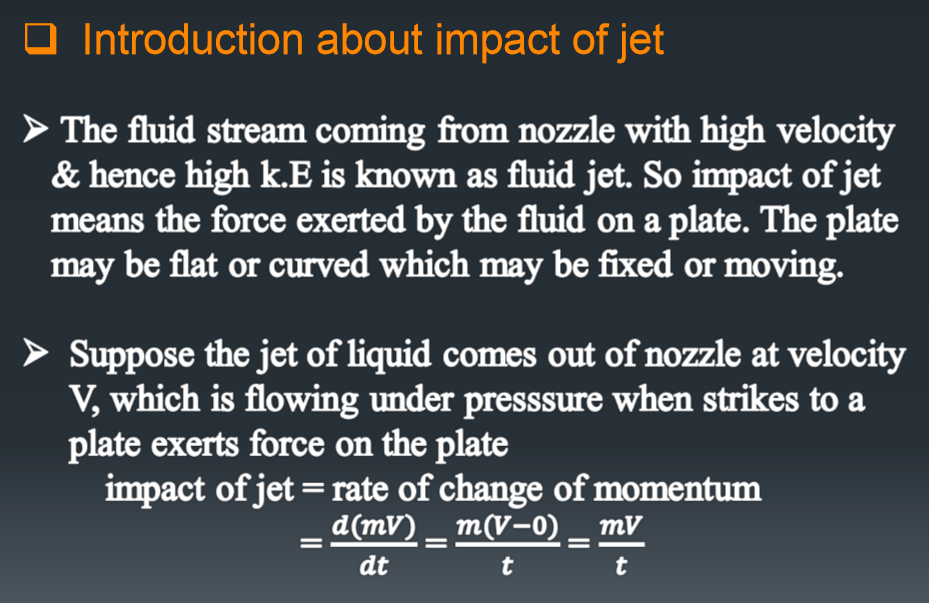 ❑ Introduction about impact of jet
➤ The fluid stream coming from nozzle with high velocity
& hence high k.E is known as fluid jet. So impact of jet
means the force exerted by the fluid on a plate. The plate
may be flat or curved which may be fixed or moving.
➤ Suppose the jet of liquid comes out of nozzle at velocity
V, which is flowing under presssure when strikes to a
plate exerts force on the plate
impact of jet = rate of change of momentum
= d(mV)/dt = m(V−0)/t = mV/t